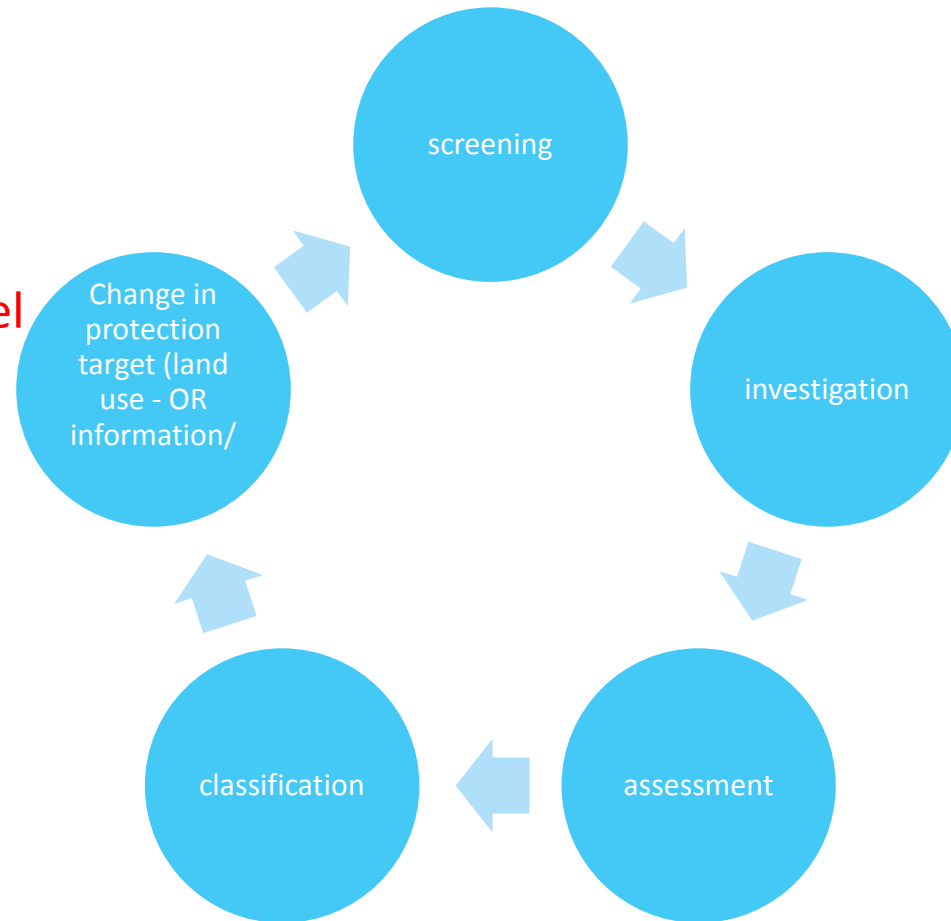 screening
el
Change in
protection
target (land
use - OR
information/
investigation
classification
assessment